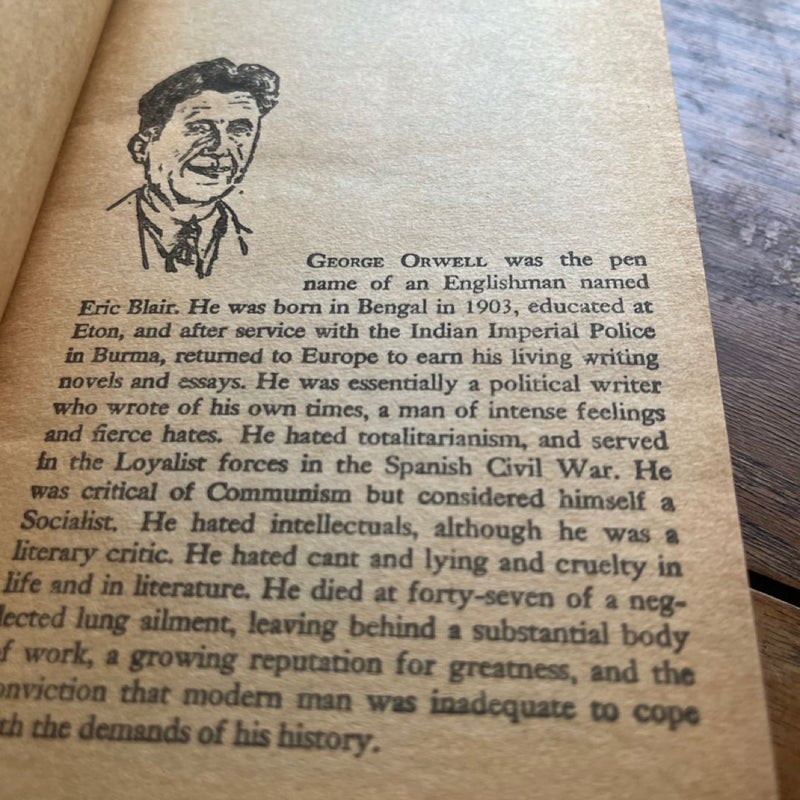 GEORGE ORWELL was the pen
name of an Englishman named
Eric Blair. He was born in Bengal in 1903, educated at
Eton, and after service with the Indian Imperial Police
in Burma, returned to Europe to earn his living writing
novels and essays. He was essentially a political writer
who wrote of his own times, a man of intense feelings
and fierce hates. He hated totalitarianism, and served
in the Loyalist forces in the Spanish Civil War. He
was critical of Communism but considered himself a
Socialist. He hated intellectuals, although he was a
literary critic. He hated cant and lying and cruelty in
life and in literature. He died at forty-seven of a neg-
lected lung ailment, leaving behind a substantial body
f work, a growing reputation for greatness, and the
onviction that modern man was inadequate to cope
th the demands of his history.